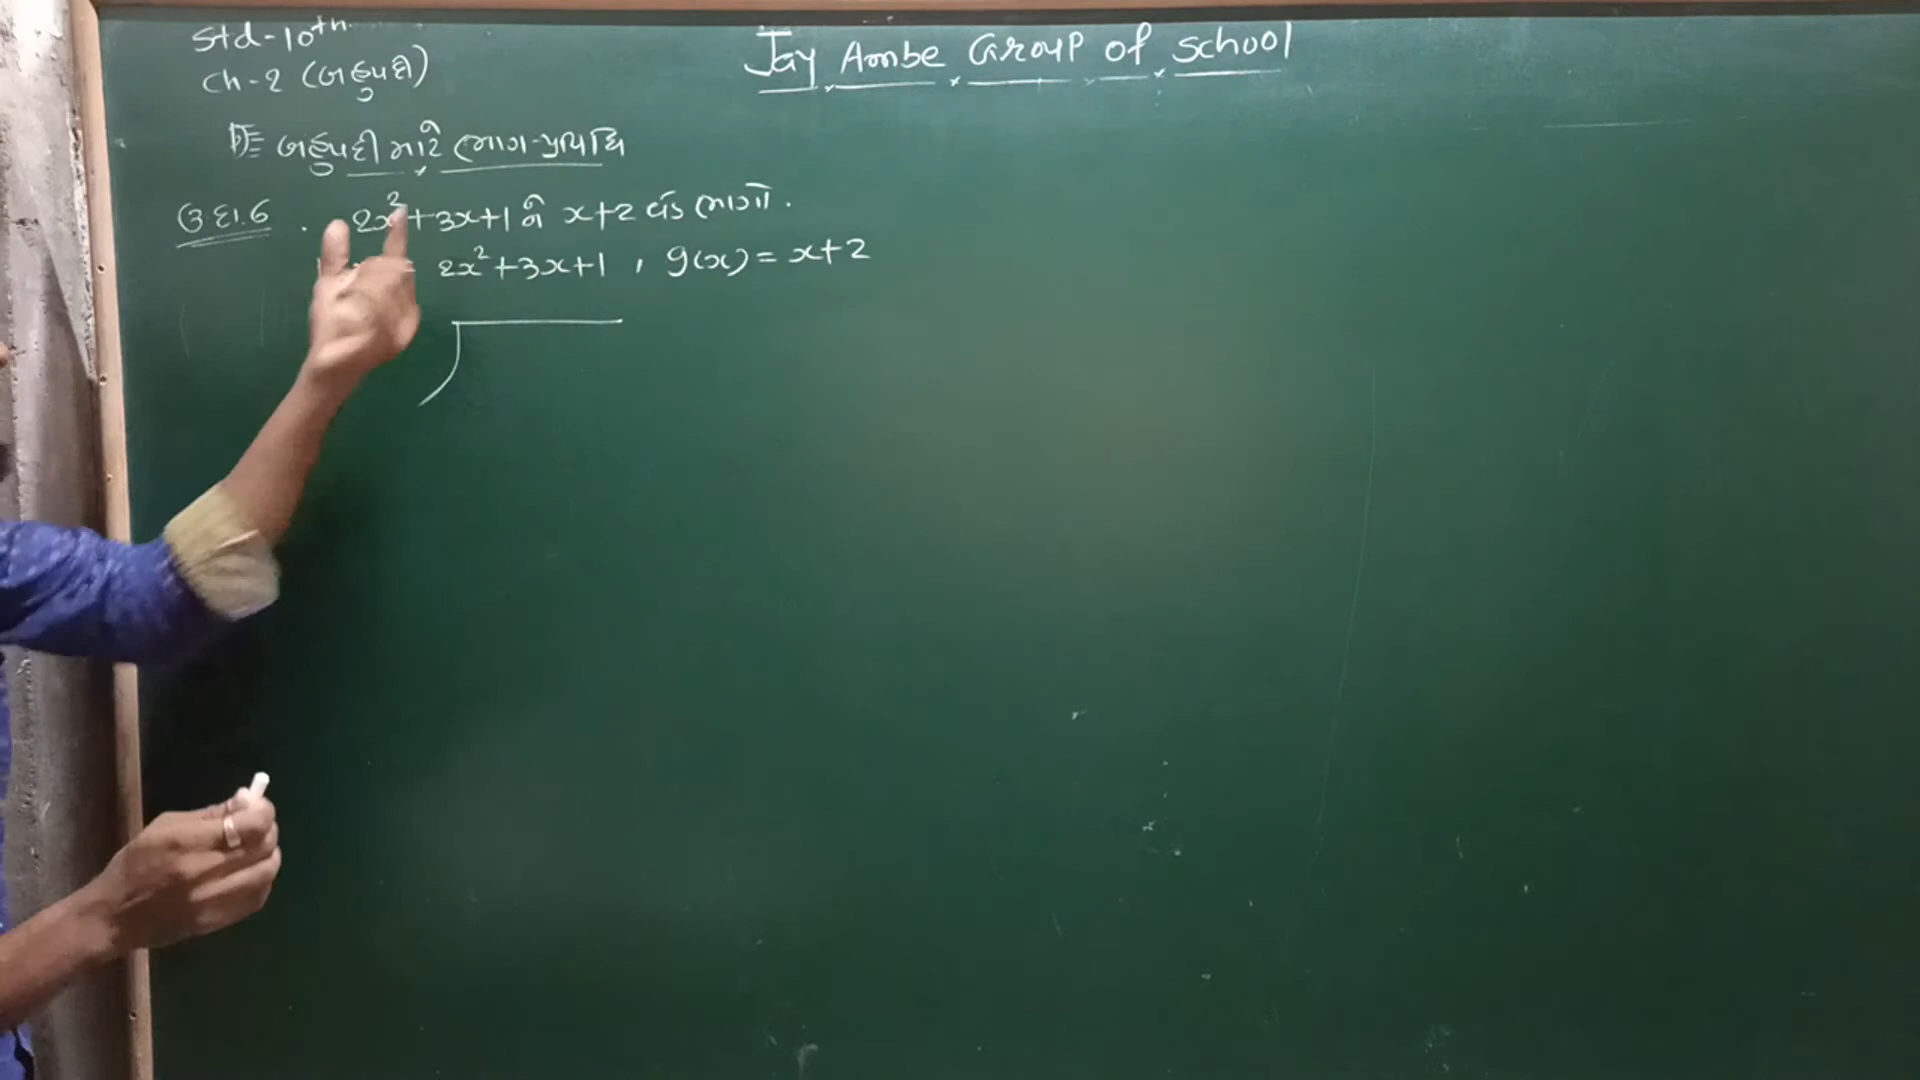 Jay Ambe Group of School
Std-10th
Ch-2 (બહુપદી)
બહુપદી માટે ભાગ-પ્રવિધિ
ઉદા.6 . 2x²+3x+1 ને x+2 વડે ભાગો.
= 2x²+3x+1 , g(x) = x+2